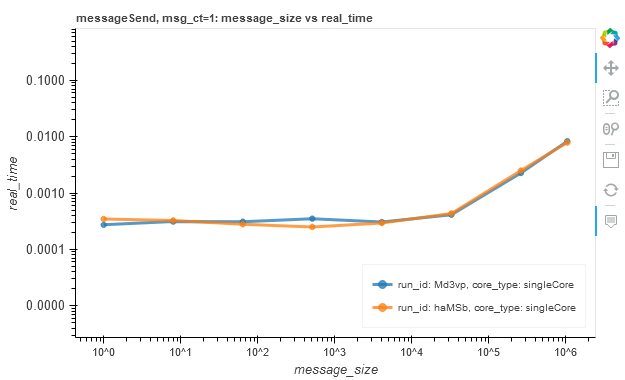 messageSend, msg_ct=1: message_size vs real_time
0.1000
0.0100
0.0010
0.0001
0.0000
real_time
run_id: Md3vp, core_type: singleCore
run_id: haMSb, core_type: singleCore
10^0
10^1
10^2
10^3
10^4
10^5
10^6
message_size